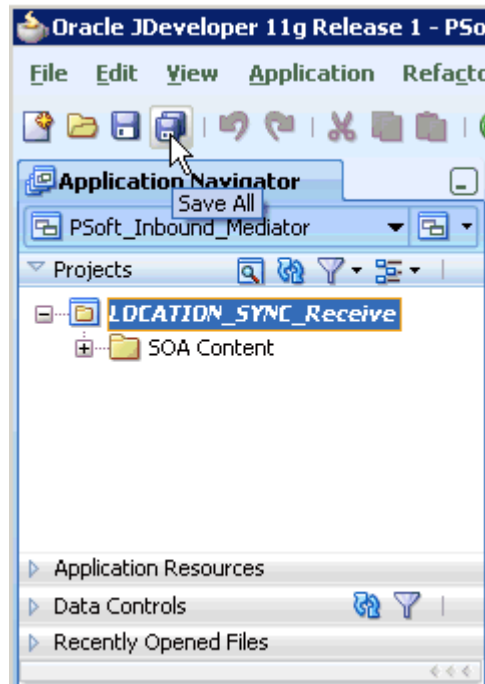 Oracle JDeveloper 11g Release 1 - PSo
File Edit View Application Refacto
Application Navigator
Save All
PSoft_Inbound_Mediator
Projects
LOCATION_SYNC_Receive
SOA Content
Application Resources
Data Controls
Recently Opened Files